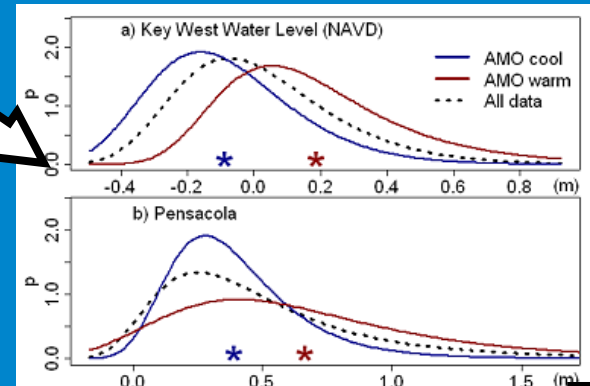 a) Key West Water Level (NAVD)
AMO cool
AMO warm
All data
p
0.0 1.0 2.0
* *
-0.4 -0.2 0.0 0.2 0.4 0.6 0.8 (m)
b) Pensacola
p
0.0 1.0 2.0
* *
0.0 0.5 1.0 1.5 (m)